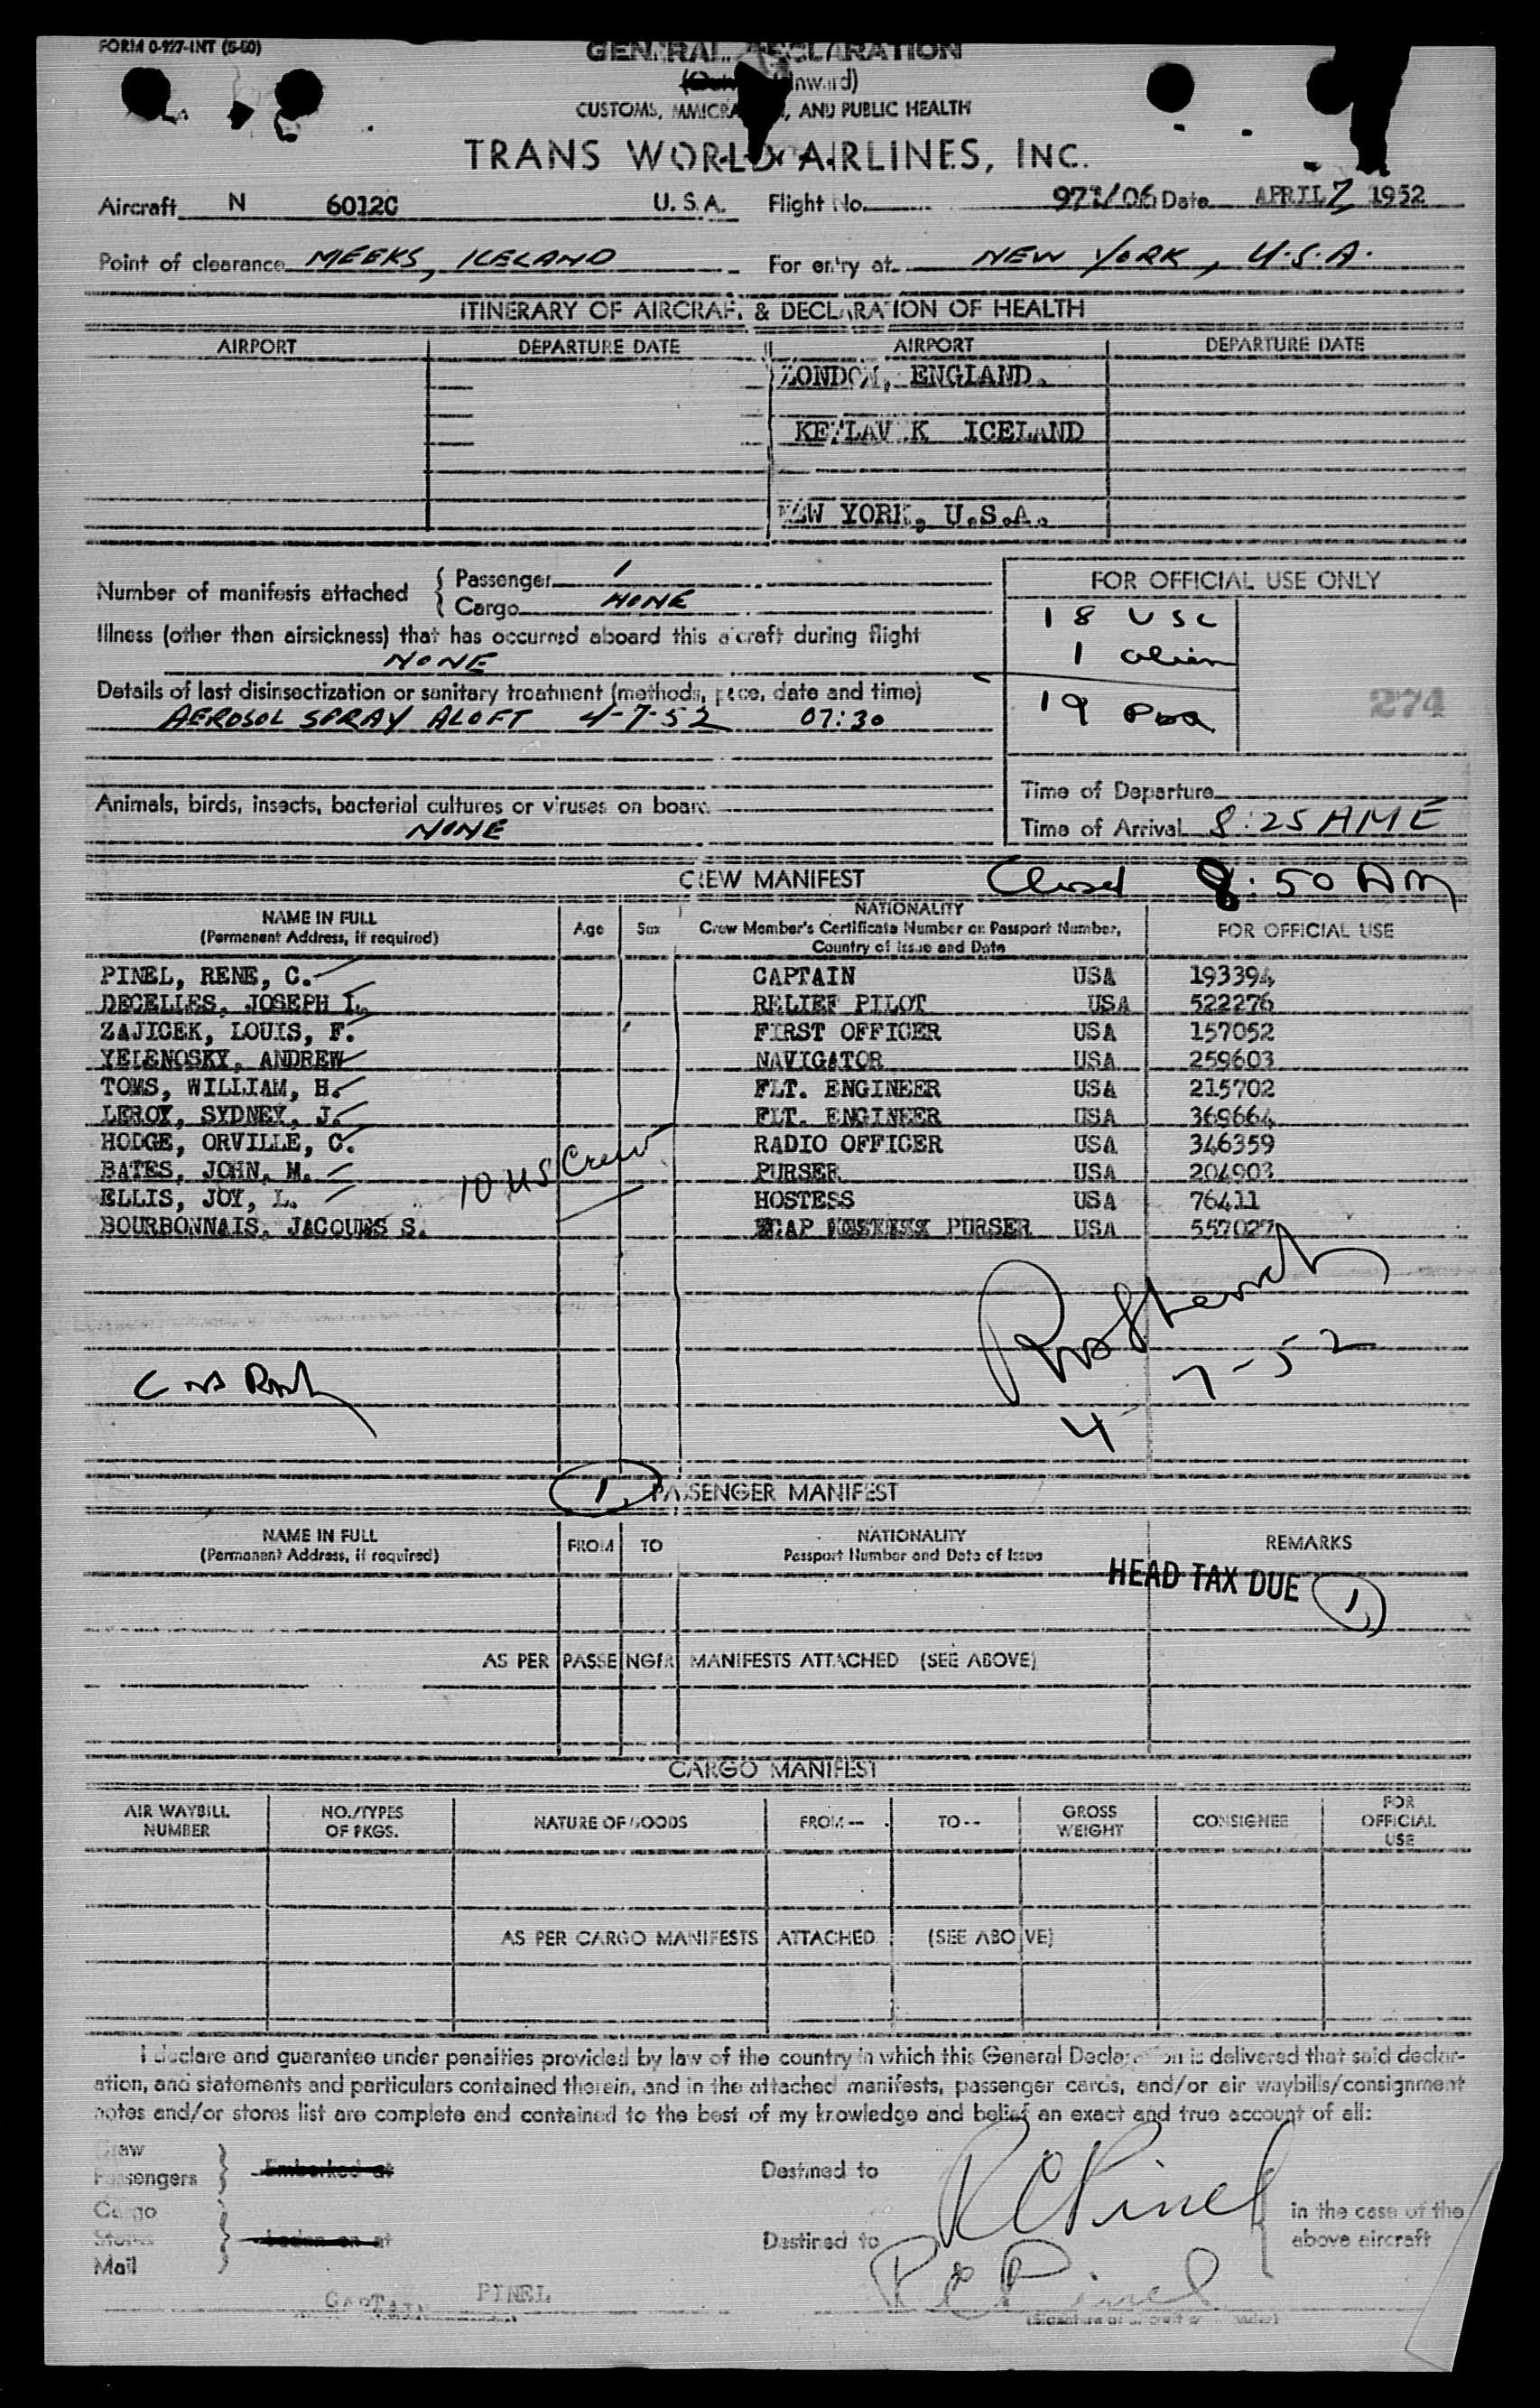 FORM 0-927-INT (5-50)
GENERAL DECLARATION
(Inward)
CUSTOMS, IMMIGRATION, AND PUBLIC HEALTH
TRANS WORLD AIRLINES, INC.
Aircraft N 6012C U.S.A. Flight No. /06 Date APRIL 7 1952
Point of clearance MEEKS, ICELAND For entry at NEW YORK, U.S.A.
ITINERARY OF AIRCRAFT & DECLARATION OF HEALTH
AIRPORT DEPARTURE DATE AIRPORT DEPARTURE DATE
LONDON, ENGLAND.
KEFLAVIK ICELAND
NEW YORK, U.S.A.
Number of manifests attached { Passenger 1
Cargo NONE
Illness (other than airsickness) that has occurred aboard this aircraft during flight
NONE
Details of last disinsectization or sanitary treatment (methods, place, date and time)
AEROSOL SPRAY ALOFT 4-7-52 07:30
Animals, birds, insects, bacterial cultures or viruses on board
NONE
FOR OFFICIAL USE ONLY
18 USC
1 alien
19
274
Time of Departure
Time of Arrival 8:25 AME
CREW MANIFEST Closed 8:50 AM
NAME IN FULL
(Permanent Address, if required)
Age Sex
NATIONALITY
Crew Member's Certificate Number or Passport Number,
Country of Issue and Date
FOR OFFICIAL USE
PINEL, RENE, C. CAPTAIN USA 193394
DECELLES, JOSEPH L. RELIEF PILOT USA 522276
ZAJICEK, LOUIS, F. FIRST OFFICER USA 157052
YELENOSKY, ANDREW NAVIGATOR USA 259603
TOMS, WILLIAM, H. FLT. ENGINEER USA 215702
LEROY, SYDNEY, J. FLT. ENGINEER USA 369664
HODGE, ORVILLE, C. RADIO OFFICER USA 346359
BATES, JOHN, M. PURSER USA 204903
ELLIS, JOY, L. HOSTESS USA 76411
10 US Crew
BOURBONNAIS, JACQUES S. PURSER USA 557027
4-7-52
1 PASSENGER MANIFEST
NAME IN FULL
(Permanent Address, if required)
FROM TO
NATIONALITY
Passport Number and Date of Issue
REMARKS
HEAD TAX DUE 1
AS PER PASSENGER MANIFESTS ATTACHED (SEE ABOVE)
CARGO MANIFEST
AIR WAYBILL
NUMBER
NO./TYPES
OF PKGS.
NATURE OF GOODS
FROM --
TO --
GROSS
WEIGHT
CONSIGNEE
FOR
OFFICIAL
USE
AS PER CARGO MANIFESTS ATTACHED (SEE ABOVE)
I declare and guarantee under penalties provided by law of the country in which this General Declaration is delivered that said declar-
ation, and statements and particulars contained therein, and in the attached manifests, passenger cards, and/or air waybills/consignment
notes and/or stores list are complete and contained to the best of my knowledge and belief an exact and true account of all:
Crew
Passengers } Embarked at Destined to R C Pinel
Cargo
Stores } Laden on at Destined to
Mail
in the case of the
above aircraft
CAPTAIN PINEL R C Pinel